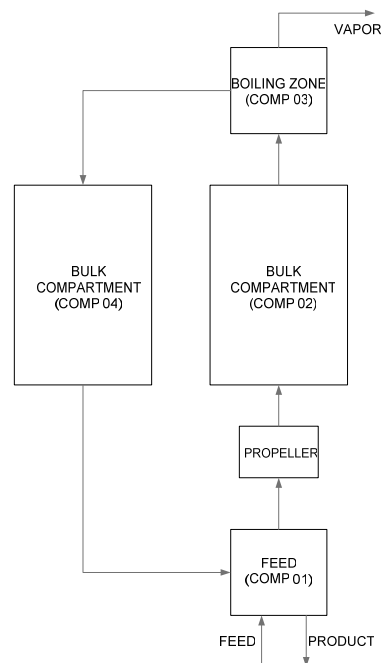 VAPOR
BOILING ZONE
(COMP 03)
BULK
COMPARTMENT
(COMP 04)
BULK
COMPARTMENT
(COMP 02)
PROPELLER
FEED
(COMP 01)
FEED
PRODUCT